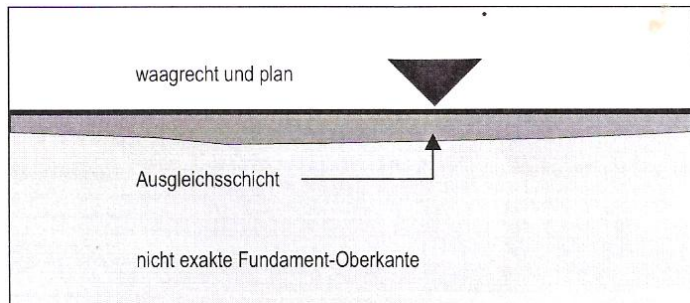 waagrecht und plan
Ausgleichsschicht
nicht exakte Fundament-Oberkante